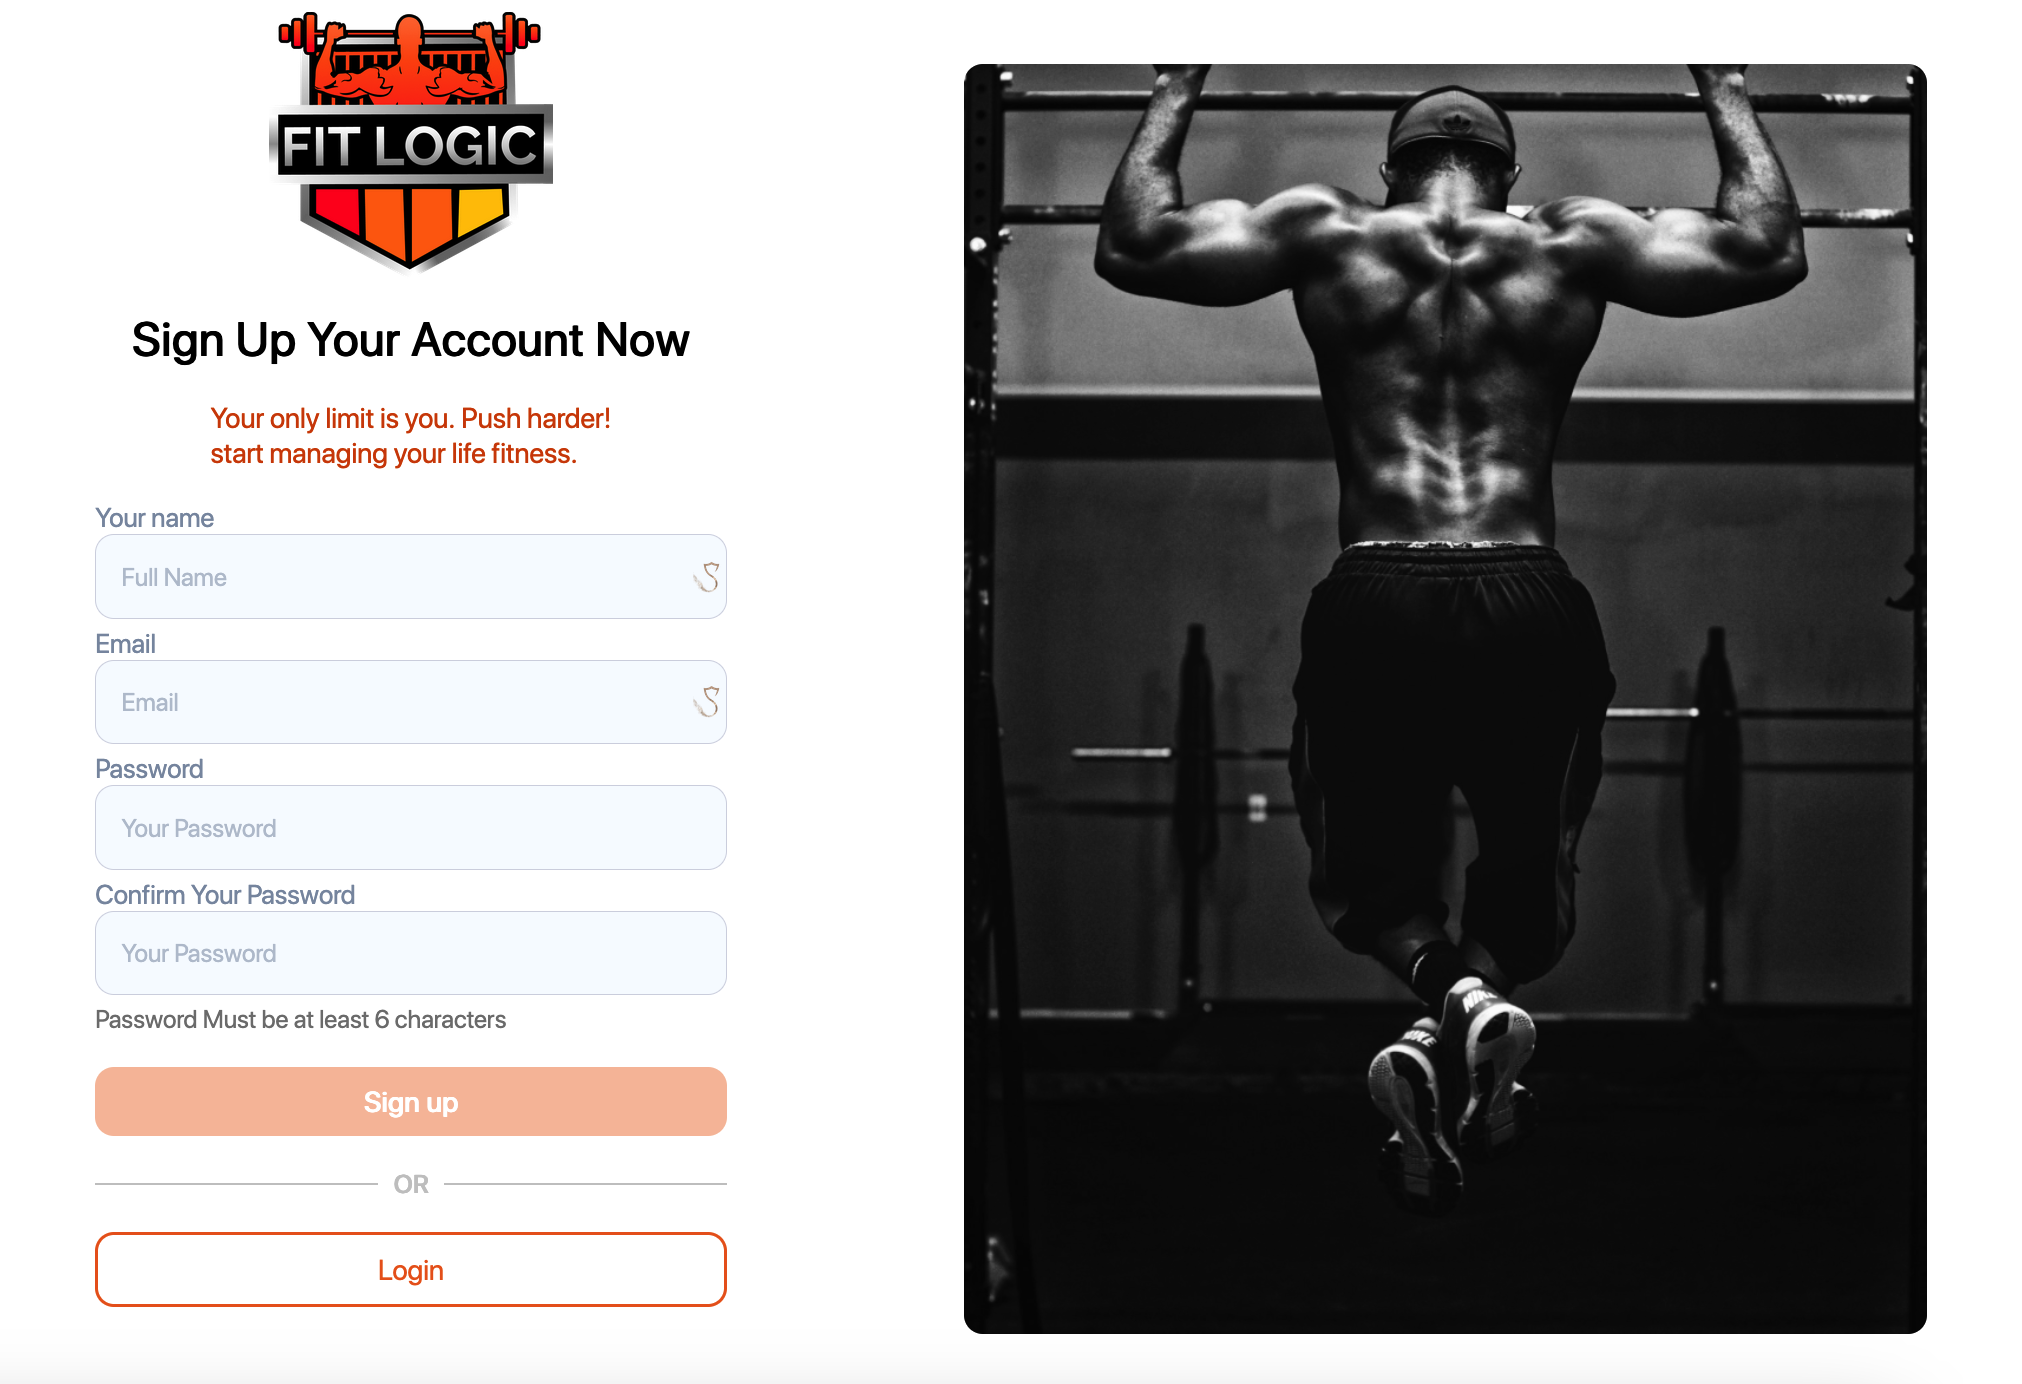 FIT LOGIC
Sign Up Your Account Now
Your only limit is you. Push harder!
start managing your life fitness.
Your name
Full Name
Email
Email
Password
Your Password
Confirm Your Password
Your Password
Password Must be at least 6 characters
Sign up
OR
Login
NIKE
NIKE